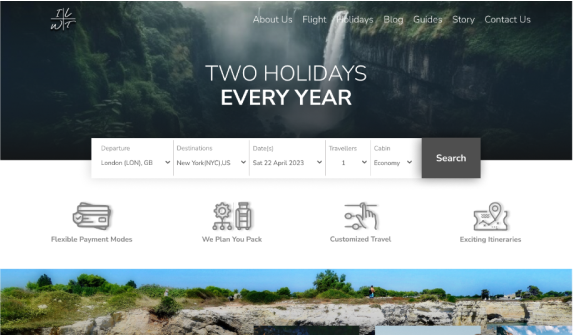 About Us Flight Holidays Blog Guides Story Contact Us
TWO HOLIDAYS
EVERY YEAR
Departure Destinations Date(s) Travellers Cabin
London (LON), GB New York(NYC),US Sat 22 April 2023 1 Economy Search
Flexible Payment Modes We Plan You Pack Customized Travel Exciting Itineraries